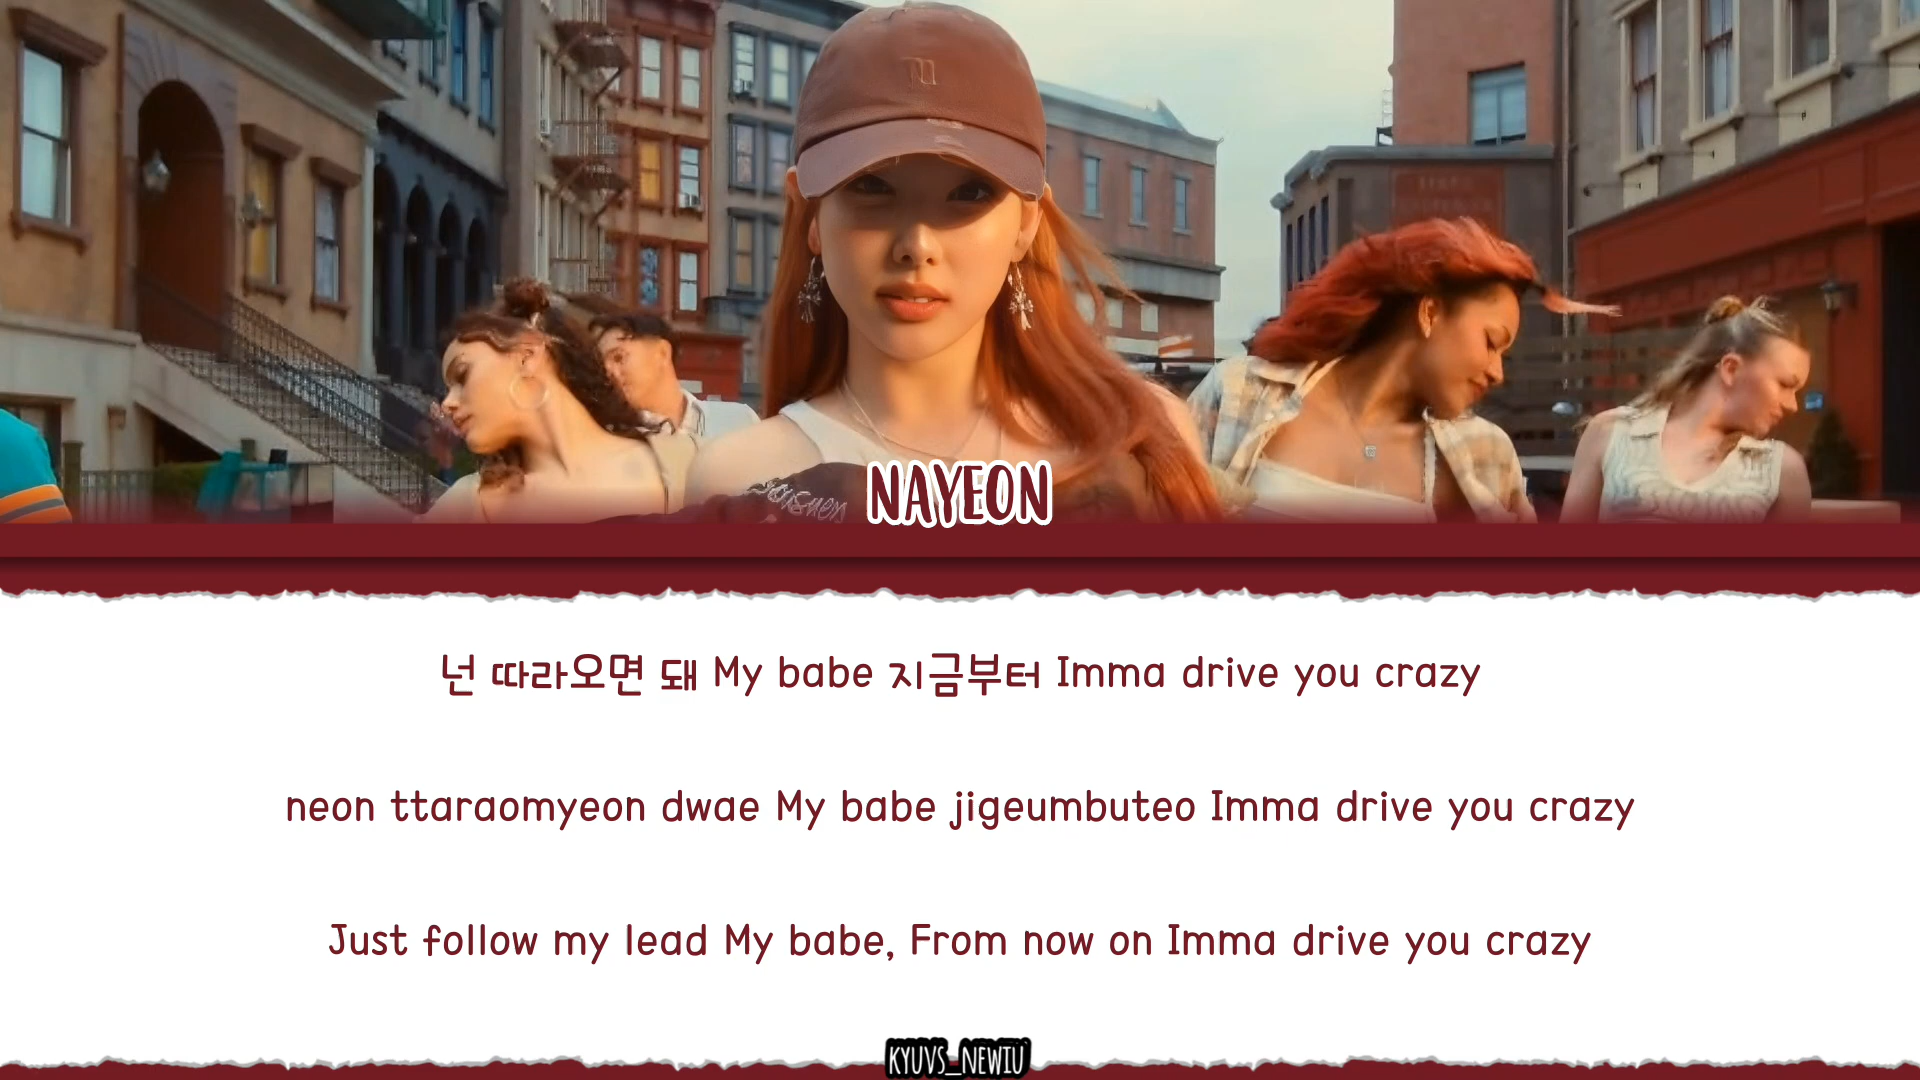 NAYEON
넌 따라오면 돼 My babe 지금부터 Imma drive you crazy
neon ttaraomyeon dwae My babe jigeumbuteo Imma drive you crazy
Just follow my lead My babe, From now on Imma drive you crazy
KYUVS_NEWIU